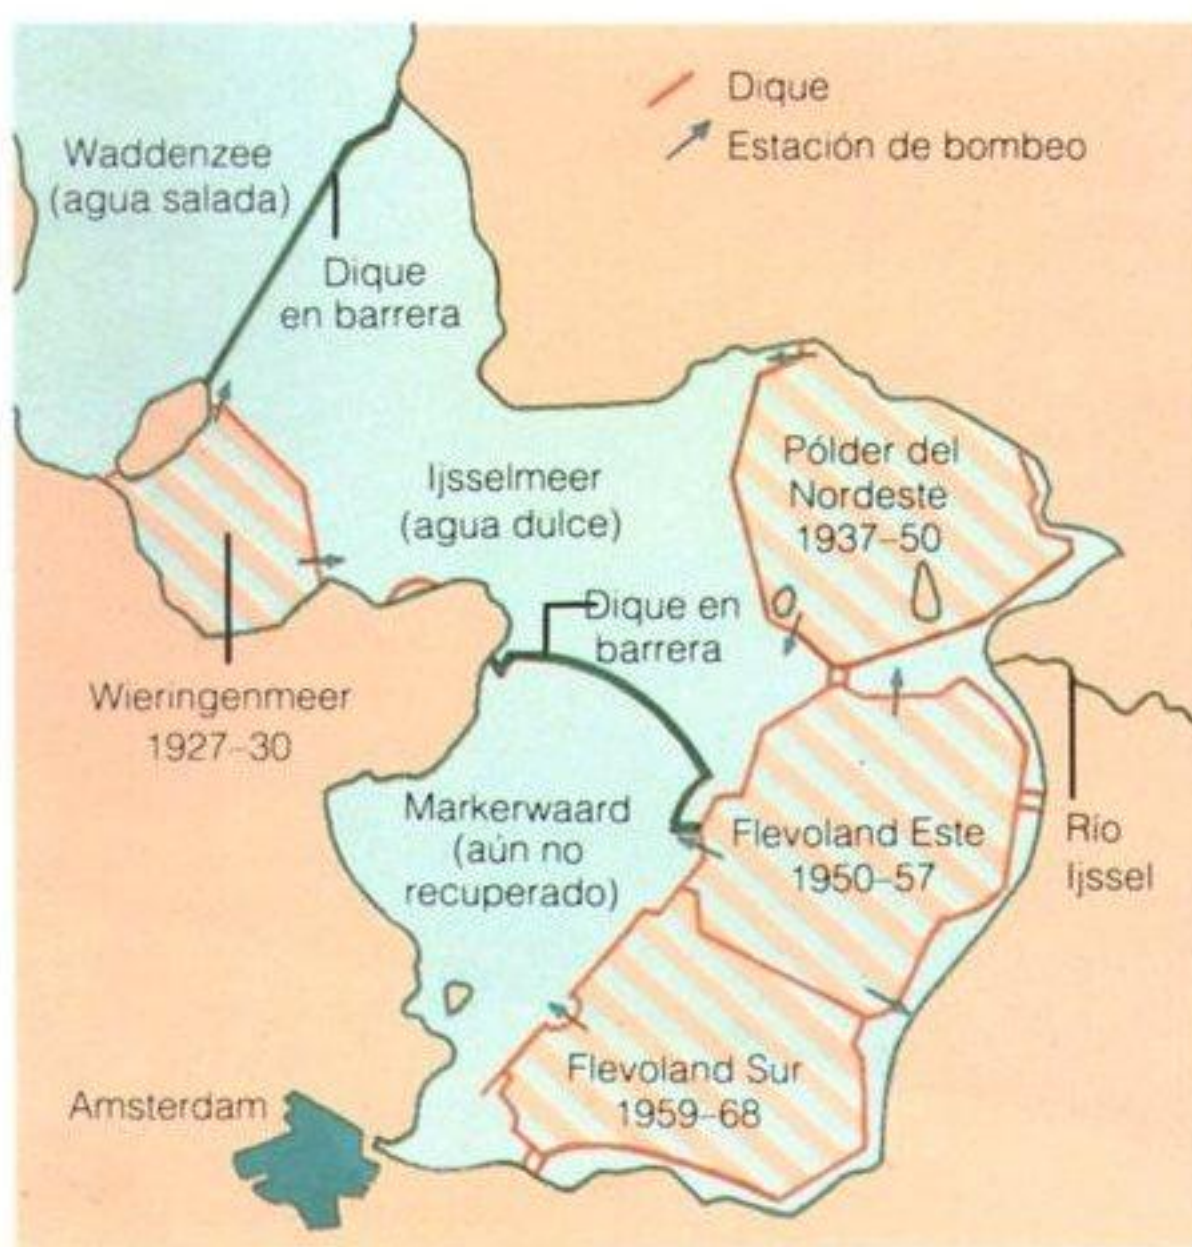 Dique
Estación de bombeo
Waddenzee
(agua salada)
Dique
en barrera
Ijsselmeer
(agua dulce)
Pólder del
Nordeste
1937–50
Dique en
barrera
Wieringenmeer
1927–30
Markerwaard
(aún no
recuperado)
Flevoland Este
1950–57
Río
Ijssel
Flevoland Sur
1959–68
Amsterdam